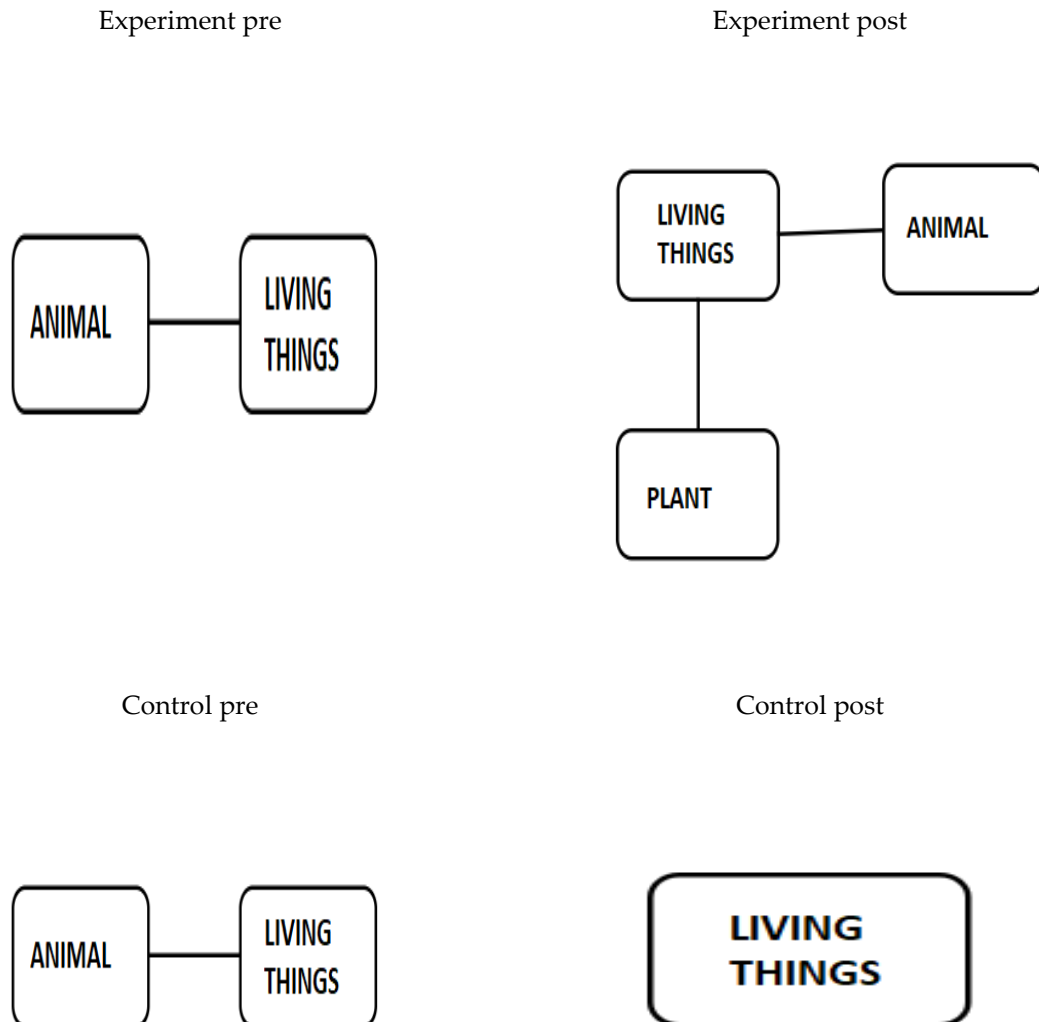 Experiment pre
Experiment post
LIVING
THINGS
ANIMAL
ANIMAL
LIVING
THINGS
PLANT
Control pre
Control post
ANIMAL
LIVING
THINGS
LIVING
THINGS